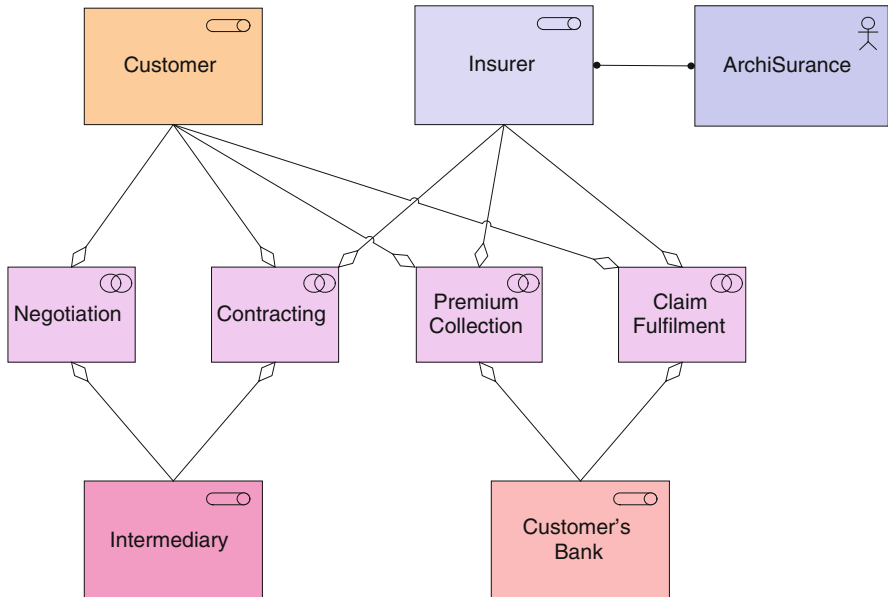 Customer
Insurer
ArchiSurance
Negotiation
Contracting
Premium
Collection
Claim
Fulfilment
Intermediary
Customer's
Bank